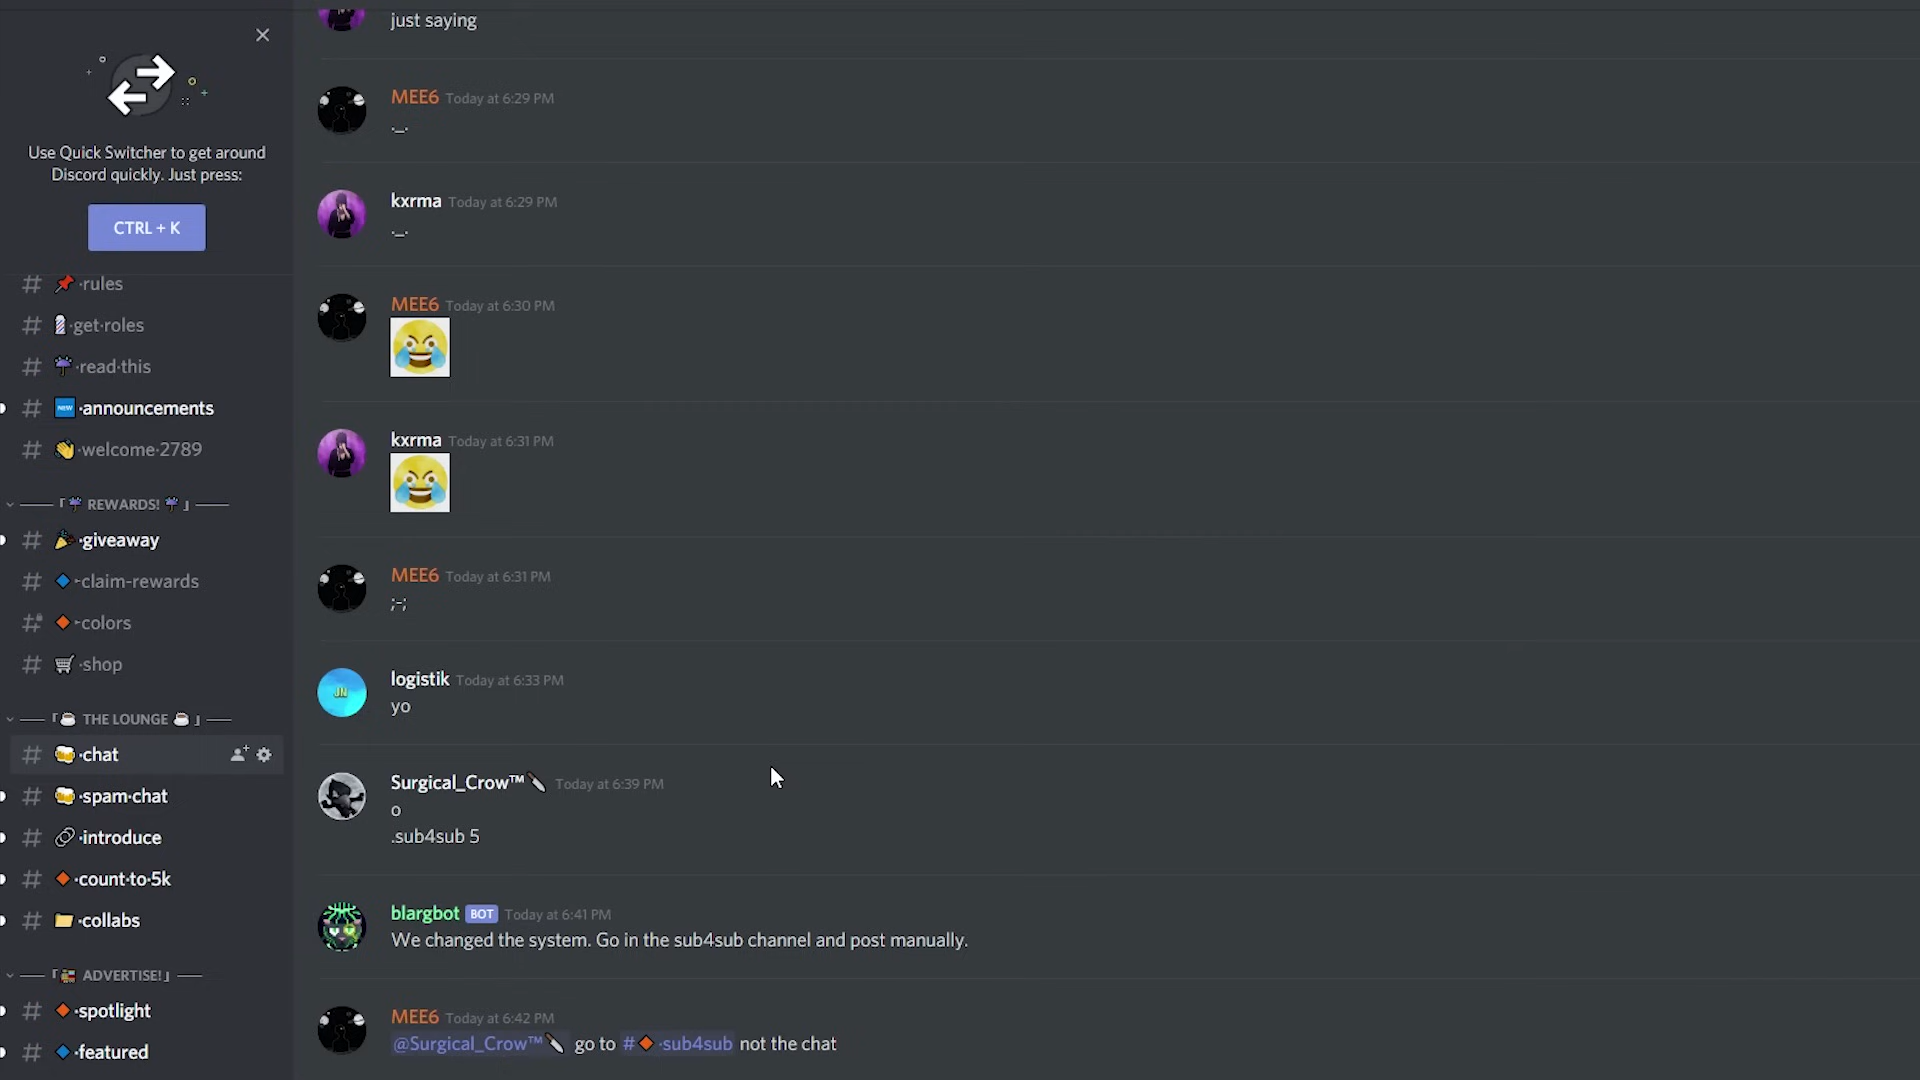 Use Quick Switcher to get around
Discord quickly. Just press:
CTRL + K
# ·rules
# ·get·roles
# ·read·this
# NEW ·announcements
# ·welcome·2789
「 REWARDS! 」
# ·giveaway
# -claim-rewards
# -colors
# ·shop
「 THE LOUNGE 」
# ·chat
# ·spam·chat
# ·introduce
# ·count·to·5k
# ·collabs
「 ADVERTISE!」
# ·spotlight
# ·featured
just saying
MEE6 Today at 6:29 PM
._.
kxrma Today at 6:29 PM
._.
MEE6 Today at 6:30 PM
kxrma Today at 6:31 PM
MEE6 Today at 6:31 PM
;-;
JN
logistik Today at 6:33 PM
yo
Surgical_Crow™ Today at 6:39 PM
o
.sub4sub 5
blargbot BOT Today at 6:41 PM
We changed the system. Go in the sub4sub channel and post manually.
MEE6 Today at 6:42 PM
@Surgical_Crow™ go to # ·sub4sub not the chat